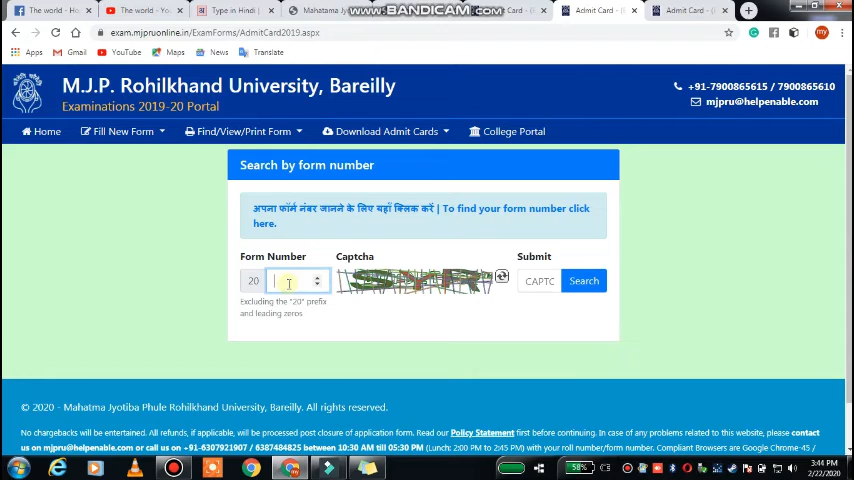 The world - Ho
The world - You
Type in Hindi
Mahatama Jy
www.BANDICAM.com
Card - (
Admit Card - (
Admit Card - (
exam.mjpruonline.in/ExamForms/AdmitCard2019.aspx
Apps
Gmail
YouTube
Maps
News
Translate
M.J.P. Rohilkhand University, Bareilly
Examinations 2019-20 Portal
+91-7900865615 / 7900865610
mjpru@helpenable.com
Home
Fill New Form
Find/View/Print Form
Download Admit Cards
College Portal
Search by form number
अपना फॉर्म नंबर जानने के लिए यहाँ क्लिक करें | To find your form number click
here.
Form Number
Captcha
Submit
20
SYR
CAPTC
Search
Excluding the "20" prefix
and leading zeros
© 2020 - Mahatma Jyotiba Phule Rohilkhand University, Bareilly. All rights reserved.
No chargebacks will be entertained. All refunds, if applicable, will be processed post closure of application form. Read our Policy Statement first before continuing. In case of any problems related to this website, please contact
us on mjpru@helpenable.com or call us on +91-6307921907 / 6387484825 between 10:30 AM till 05:30 PM (Lunch: 2:00 PM to 2:45 PM) with your roll number/form number. Compliant Browsers are Google Chrome-45 /
58%
3:44 PM
2/22/2020